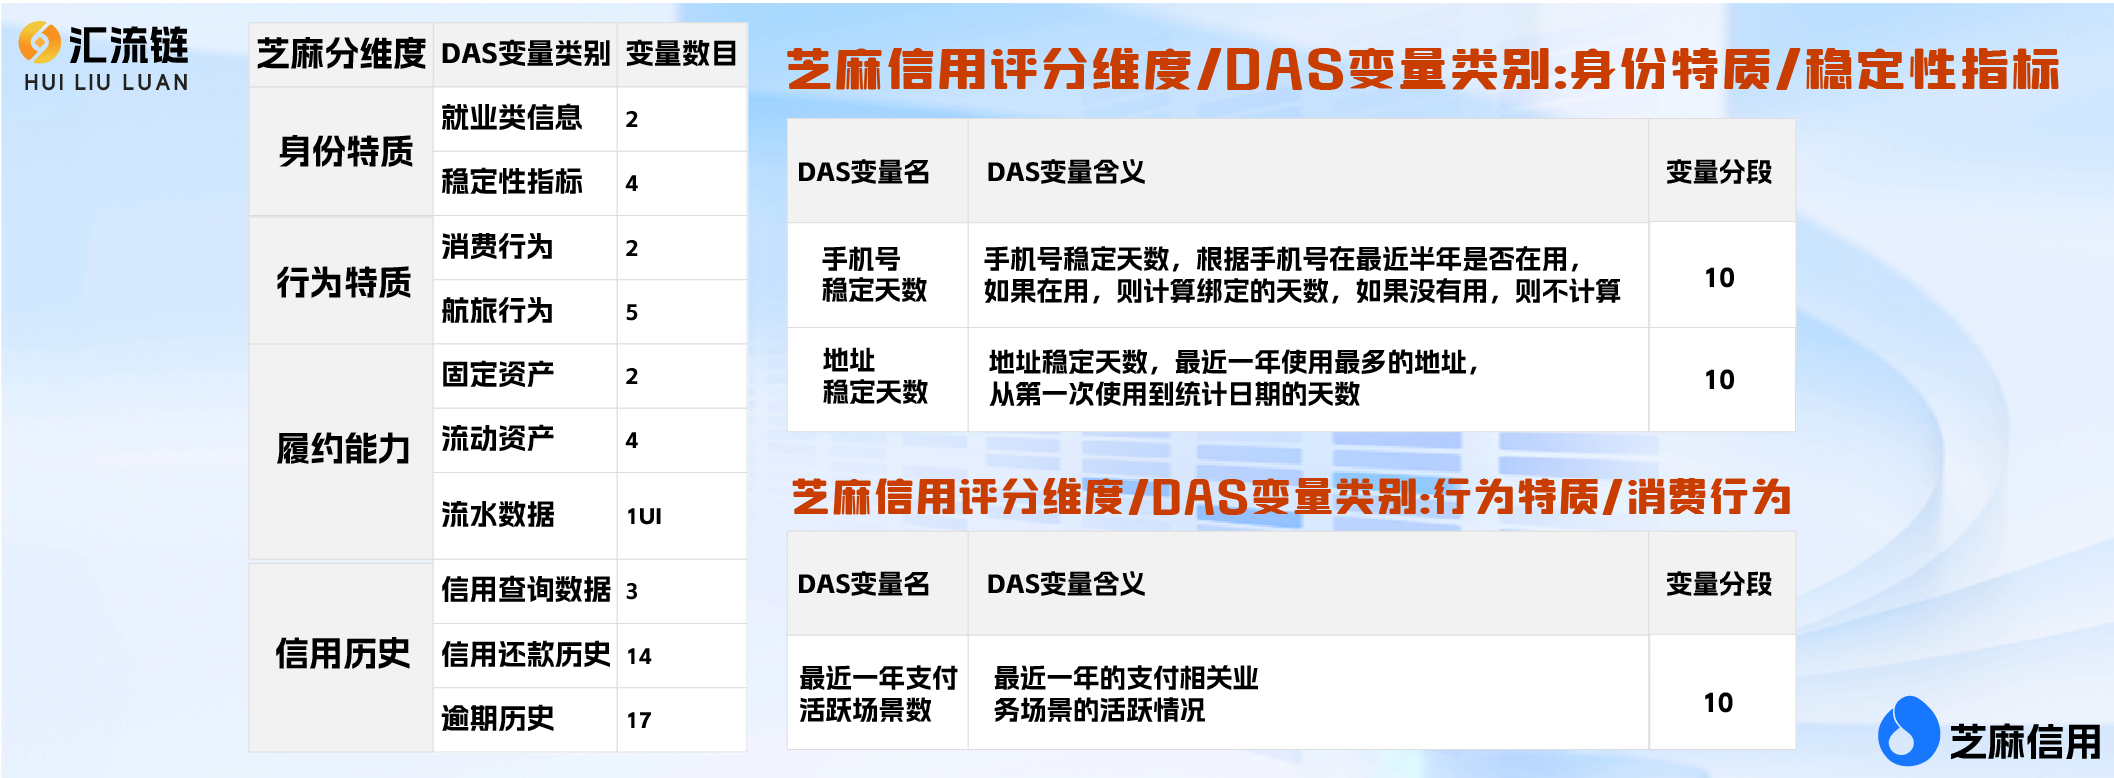 汇流链
HUI LIU LUAN
芝麻分维度 DAS变量类别 变量数目
身份特质
就业类信息 2
稳定性指标 4
行为特质
消费行为 2
航旅行为 5
履约能力
固定资产 2
流动资产 4
流水数据 1UI
信用历史
信用查询数据 3
信用还款历史 14
逾期历史 17
芝麻信用评分维度/DAS变量类别:身份特质/稳定性指标
DAS变量名 DAS变量含义 变量分段
手机号
稳定天数
手机号稳定天数，根据手机号在最近半年是否在用，
如果在用，则计算绑定的天数，如果没有用，则不计算
10
地址
稳定天数
地址稳定天数，最近一年使用最多的地址，
从第一次使用到统计日期的天数
10
芝麻信用评分维度/DAS变量类别:行为特质/消费行为
DAS变量名 DAS变量含义 变量分段
最近一年支付
活跃场景数
最近一年的支付相关业
务场景的活跃情况
10
芝麻信用